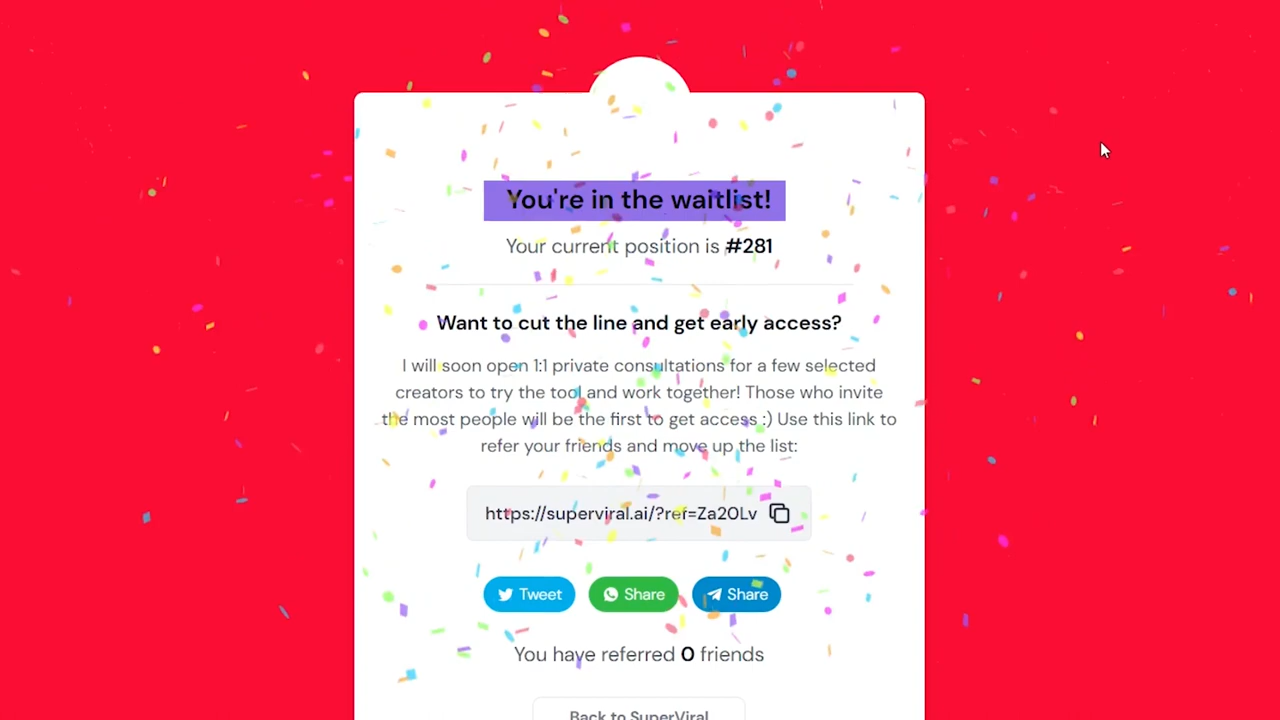 You're in the waitlist!
Your current position is #281
Want to cut the line and get early access?
I will soon open 1:1 private consultations for a few selected
creators to try the tool and work together! Those who invite
the most people will be the first to get access :) Use this link to
refer your friends and move up the list:
https://superviral.ai/?ref=Za2OLv
Tweet
Share
Share
You have referred 0 friends
Back to SuperViral